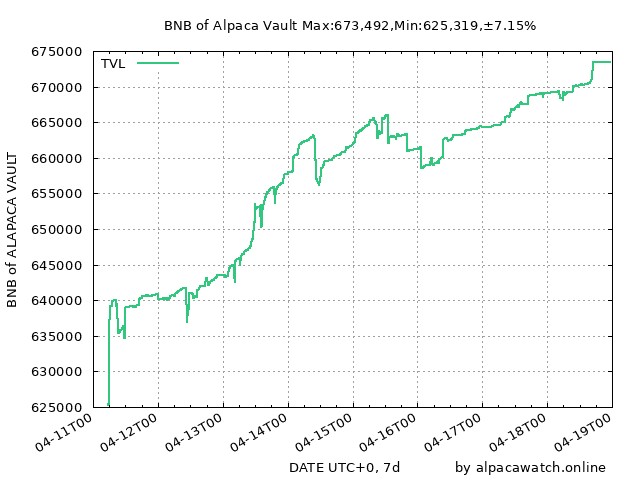 BNB of Alpaca Vault Max:673,492,Min:625,319,±7.15%
TVL
BNB of ALAPACA VAULT
675000
670000
665000
660000
655000
650000
645000
640000
635000
630000
625000
04-11T00
04-12T00
04-13T00
04-14T00
04-15T00
04-16T00
04-17T00
04-18T00
04-19T00
DATE UTC+0, 7d
by alpacawatch.online